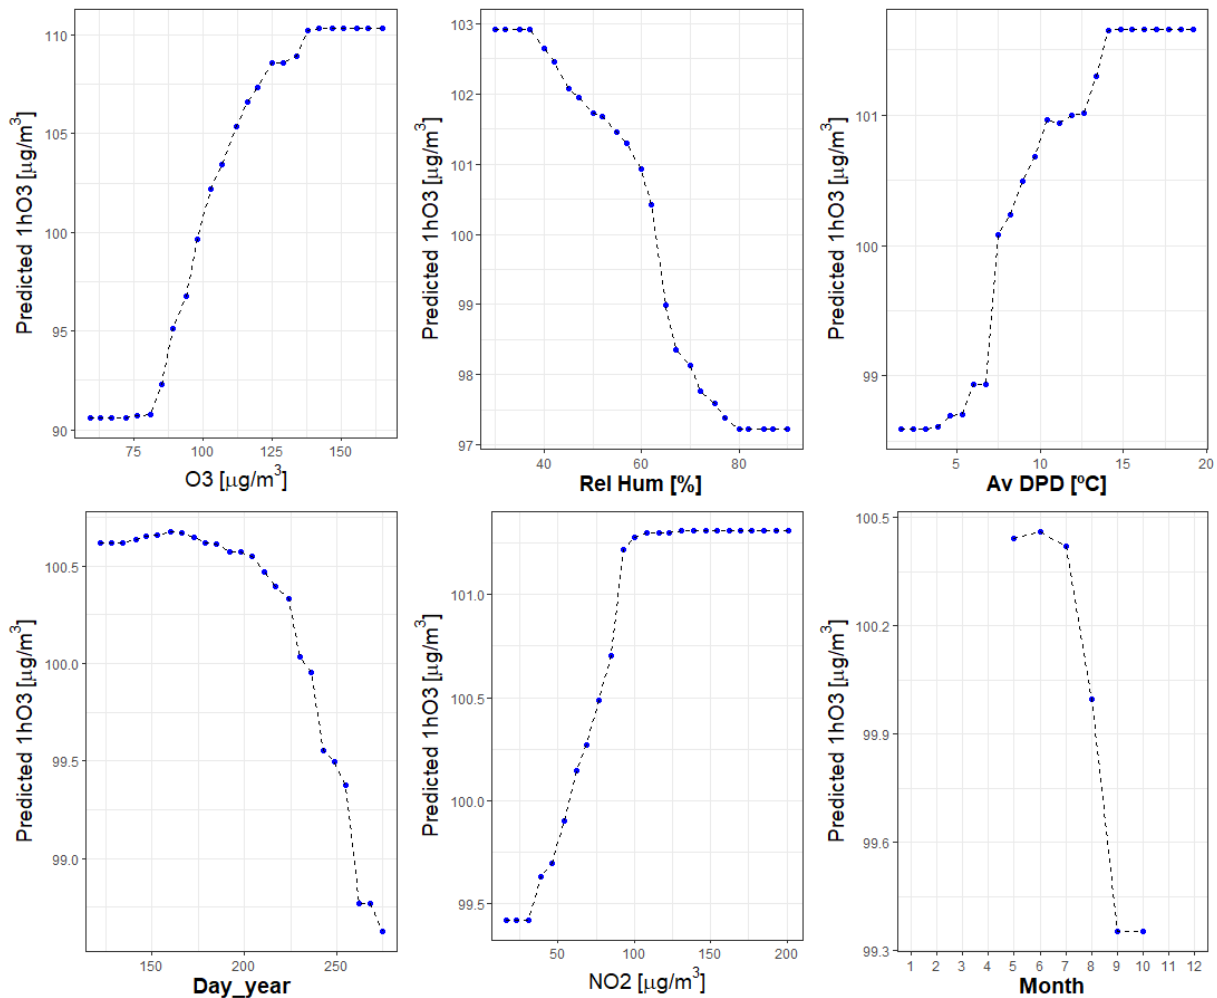 Predicted 1hO3 [μg/m³]
110
105
100
95
90
75 100 125 150
O3 [μg/m³]
Predicted 1hO3 [μg/m³]
103
102
101
100
99
98
97
40 60 80
Rel Hum [%]
Predicted 1hO3 [μg/m³]
101
100
99
5 10 15 20
Av DPD [ºC]
Predicted 1hO3 [μg/m³]
100.5
100.0
99.5
99.0
150 200 250
Day_year
Predicted 1hO3 [μg/m³]
101.0
100.5
100.0
99.5
50 100 150 200
NO2 [μg/m³]
Predicted 1hO3 [μg/m³]
100.5
100.2
99.9
99.6
99.3
1 2 3 4 5 6 7 8 9 10 11 12
Month